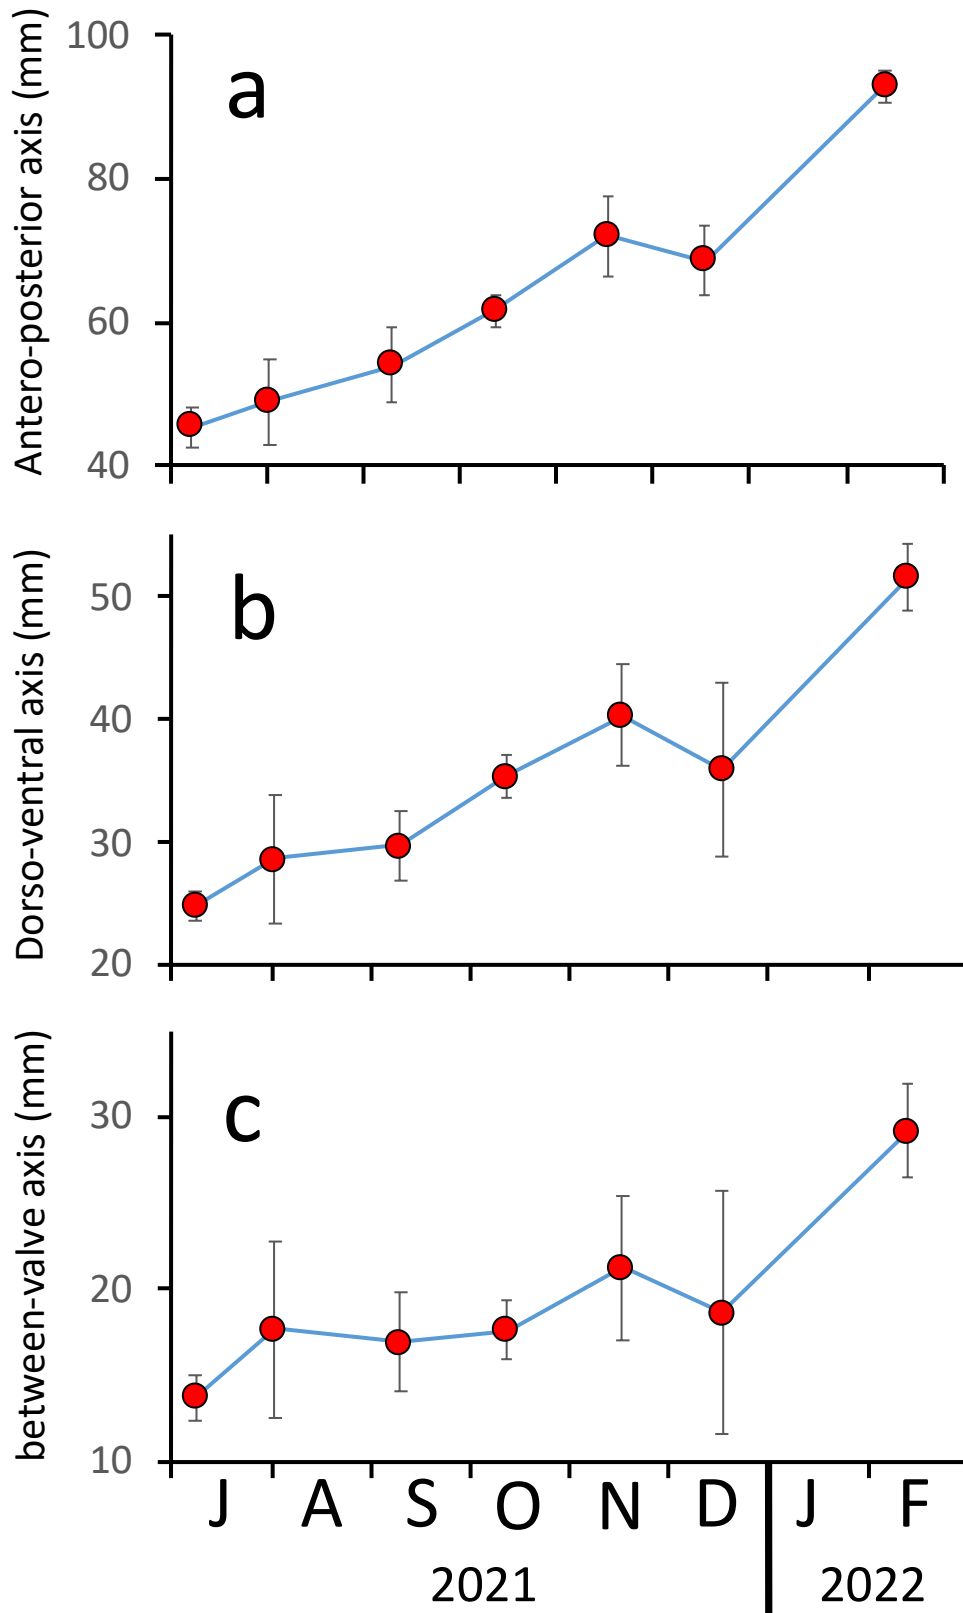 Antero-posterior axis (mm)
100
80
60
40
a
Dorso-ventral axis (mm)
50
40
30
20
b
between-valve axis (mm)
30
20
10
c
J A S O N D J F
2021 2022